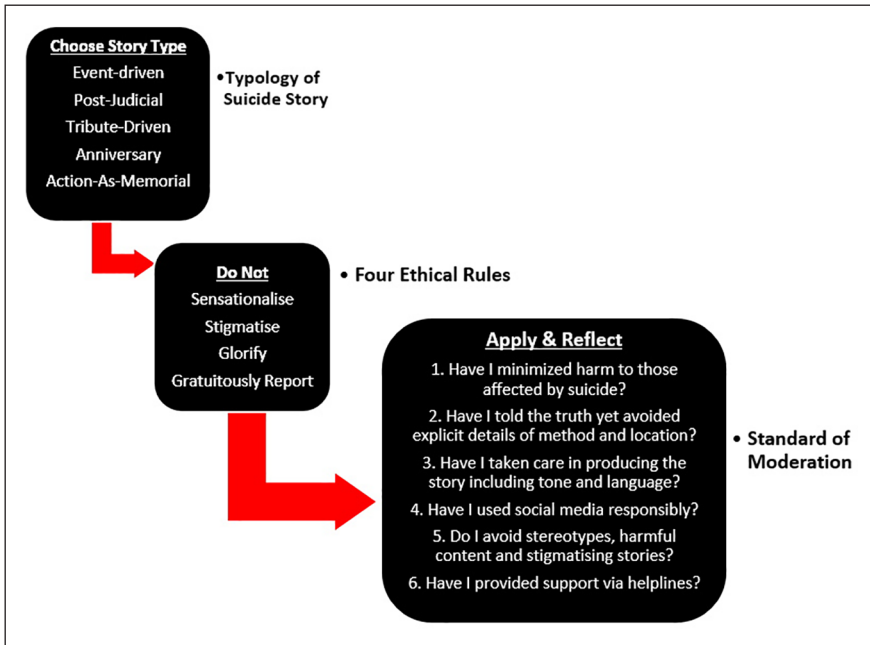 Choose Story Type
Event-driven
Post-Judicial
Tribute-Driven
Anniversary
Action-As-Memorial
•Typology of
Suicide Story
Do Not
Sensationalise
Stigmatise
Glorify
Gratuitously Report
• Four Ethical Rules
Apply & Reflect
1. Have I minimized harm to those
affected by suicide?
2. Have I told the truth yet avoided
explicit details of method and location?
3. Have I taken care in producing the
story including tone and language?
4. Have I used social media responsibly?
5. Do I avoid stereotypes, harmful
content and stigmatising stories?
6. Have I provided support via helplines?
• Standard of
Moderation